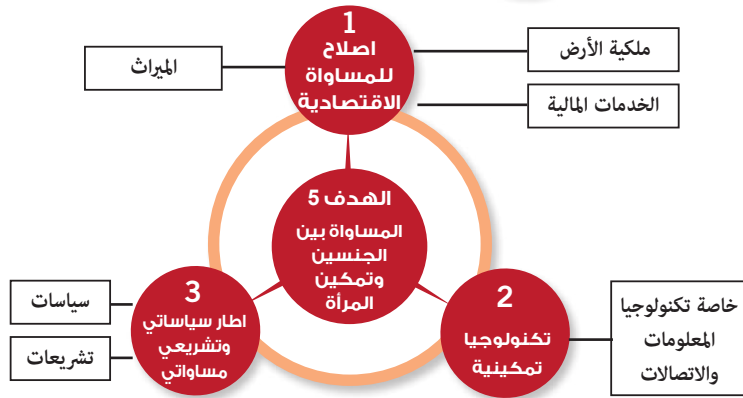 1
اصلاح
للمساواة
الاقتصادية
ملكية الأرض
الخدمات المالية
الميراث
الهدف 5
المساواة بين
الجنسين
وتمكين
المرأة
2
تكنولوجيا
تمكينية
خاصة تكنولوجيا
المعلومات
والاتصالات
3
اطار سياساتي
وتشريعي
مساواتي
سياسات
تشريعات